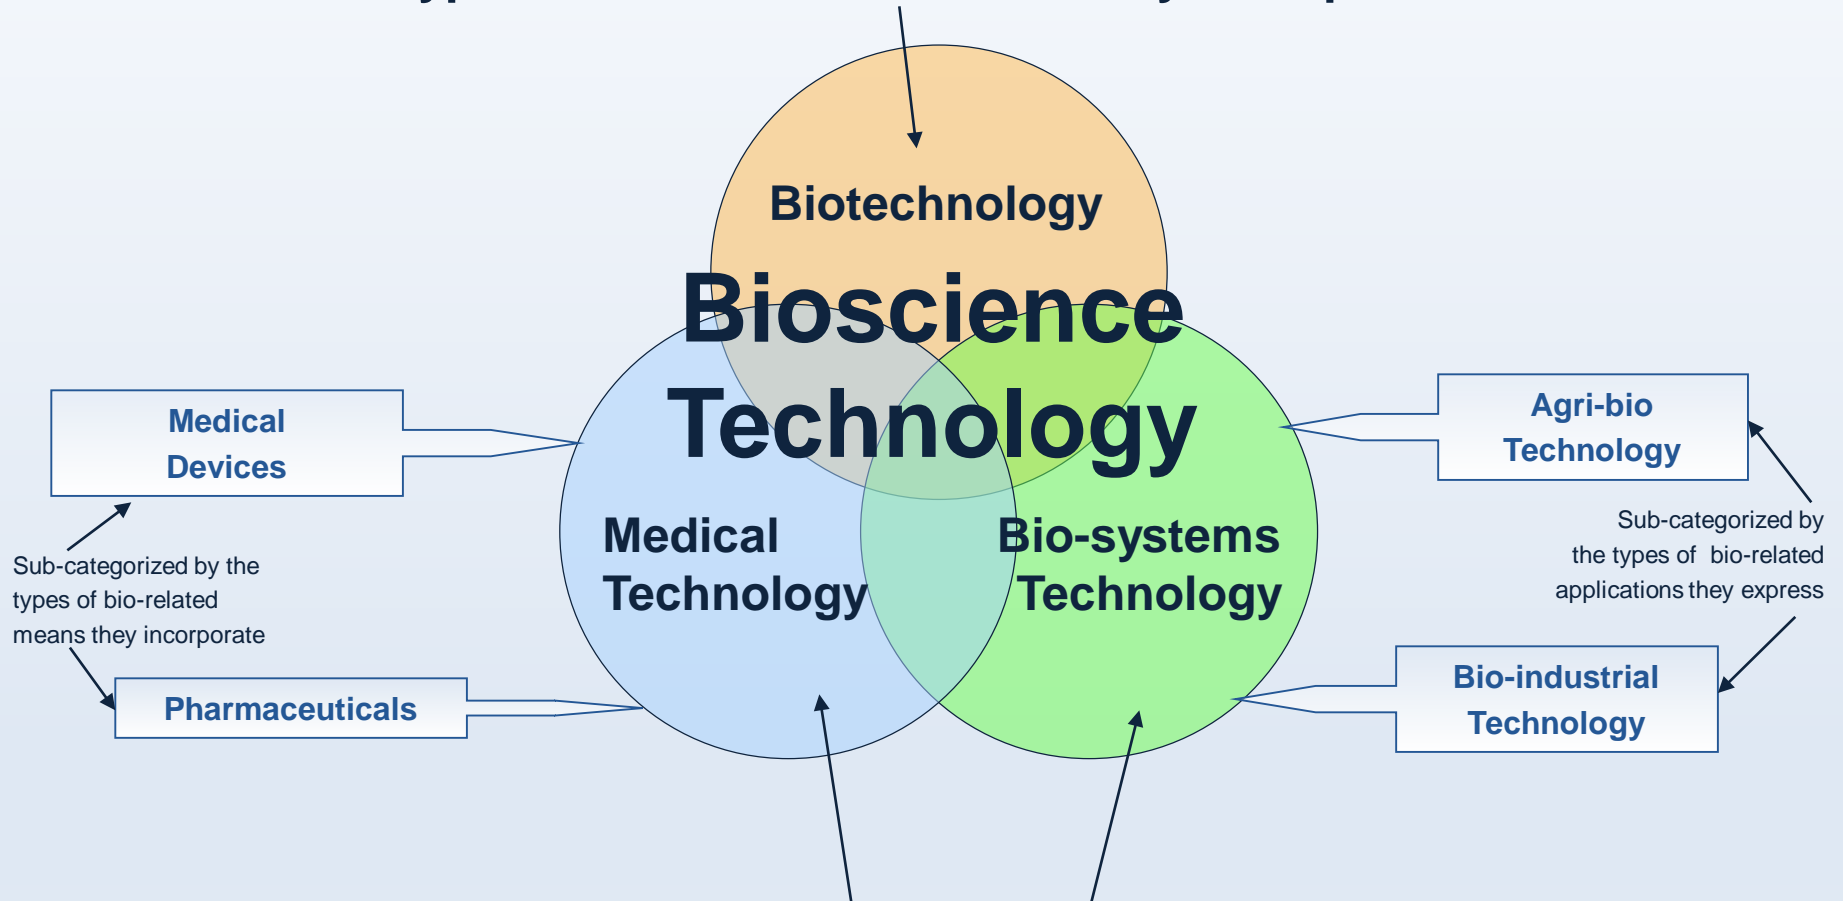 Biotechnology
Bioscience
Technology
Medical
Devices
Agri-bio
Technology
Medical
Technology
Bio-systems
Technology
Sub-categorized by the
types of bio-related
means they incorporate
Sub-categorized by
the types of bio-related
applications they express
Pharmaceuticals
Bio-industrial
Technology